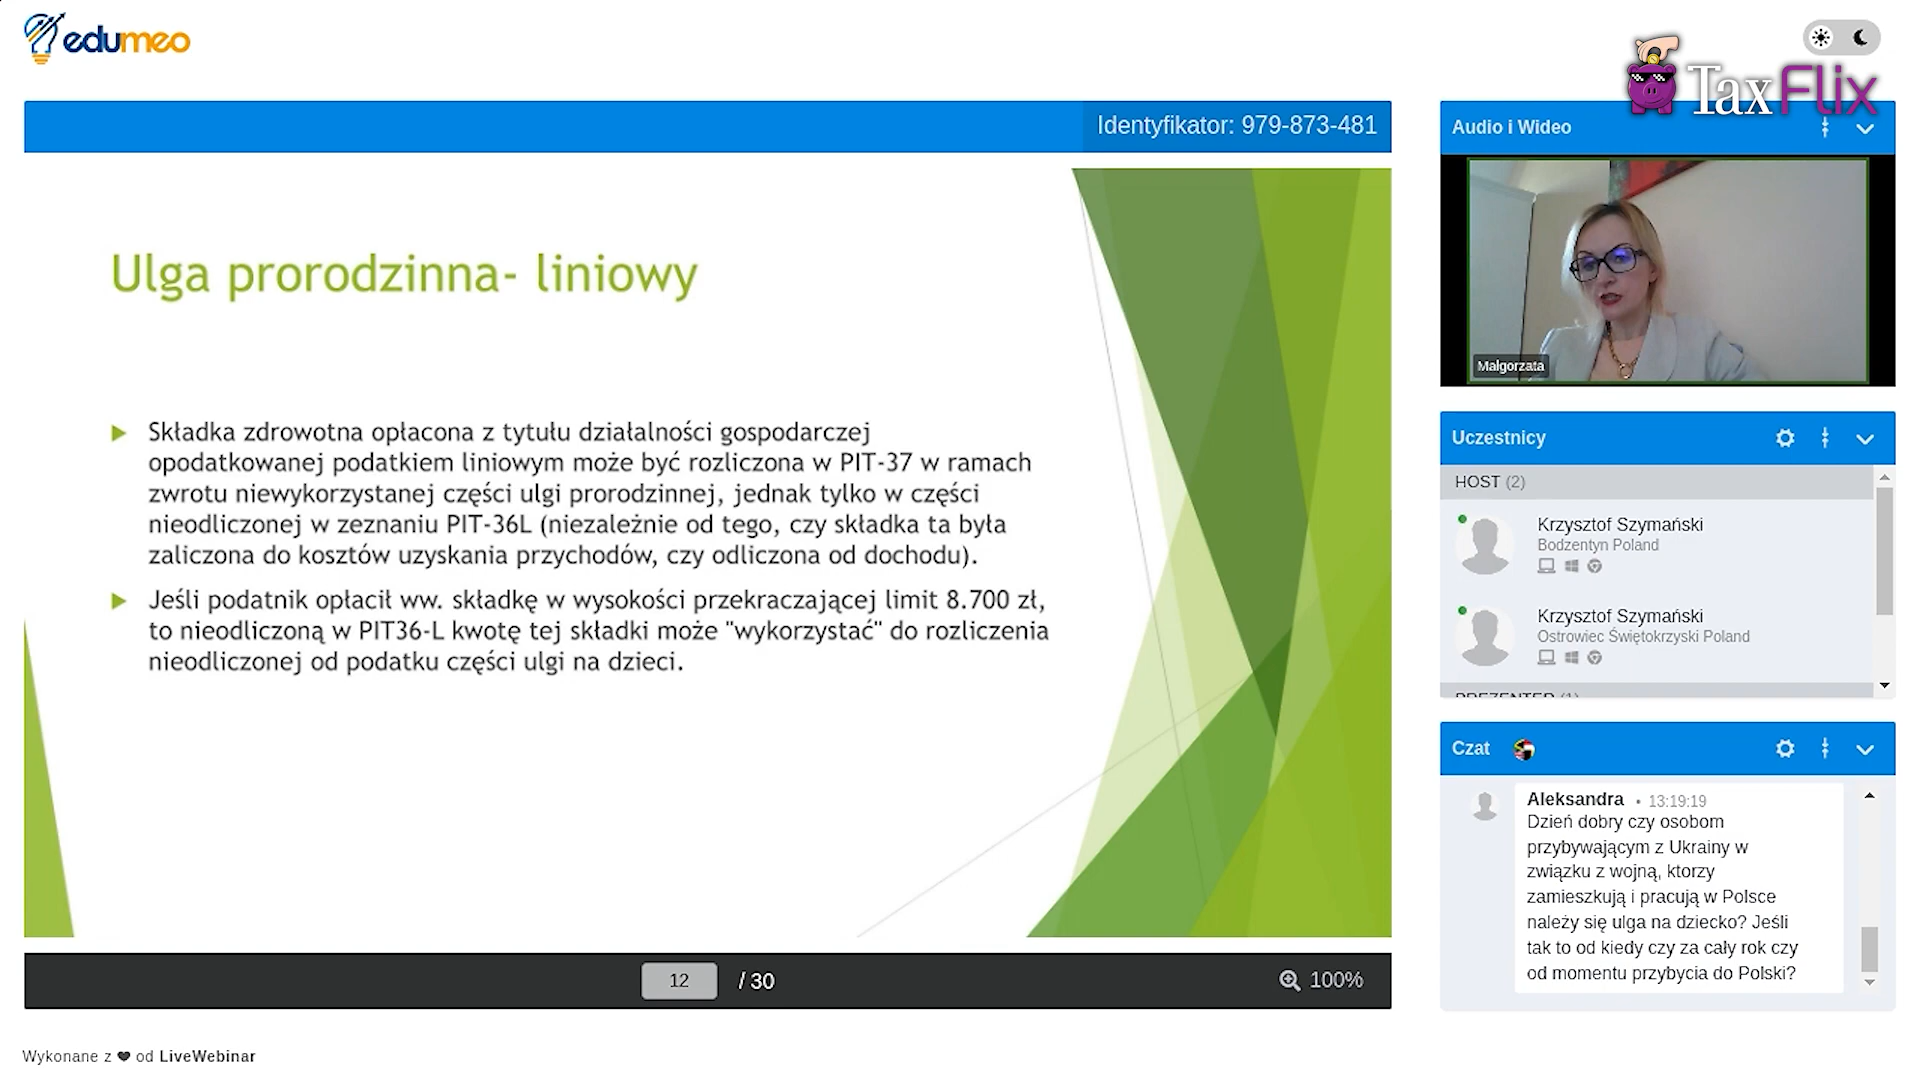 edumeo
TaxFlix
Identyfikator: 979-873-481
Ulga prorodzinna- liniowy
Składka zdrowotna opłacona z tytułu działalności gospodarczej
opodatkowanej podatkiem liniowym może być rozliczona w PIT-37 w ramach
zwrotu niewykorzystanej części ulgi prorodzinnej, jednak tylko w części
nieodliczonej w zeznaniu PIT-36L (niezależnie od tego, czy składka ta była
zaliczona do kosztów uzyskania przychodów, czy odliczona od dochodu).
Jeśli podatnik opłacił ww. składkę w wysokości przekraczającej limit 8.700 zł,
to nieodliczoną w PIT36-L kwotę tej składki może "wykorzystać" do rozliczenia
nieodliczonej od podatku części ulgi na dzieci.
12 / 30
100%
Wykonane z ❤ od LiveWebinar
Audio i Wideo
Małgorzata
Uczestnicy
HOST (2)
Krzysztof Szymański
Bodzentyn Poland
Krzysztof Szymański
Ostrowiec Świętokrzyski Poland
PREZENTER (1)
Czat
Aleksandra • 13:19:19
Dzień dobry czy osobom
przybywającym z Ukrainy w
związku z wojną, ktorzy
zamieszkują i pracują w Polsce
należy się ulga na dziecko? Jeśli
tak to od kiedy czy za cały rok czy
od momentu przybycia do Polski?